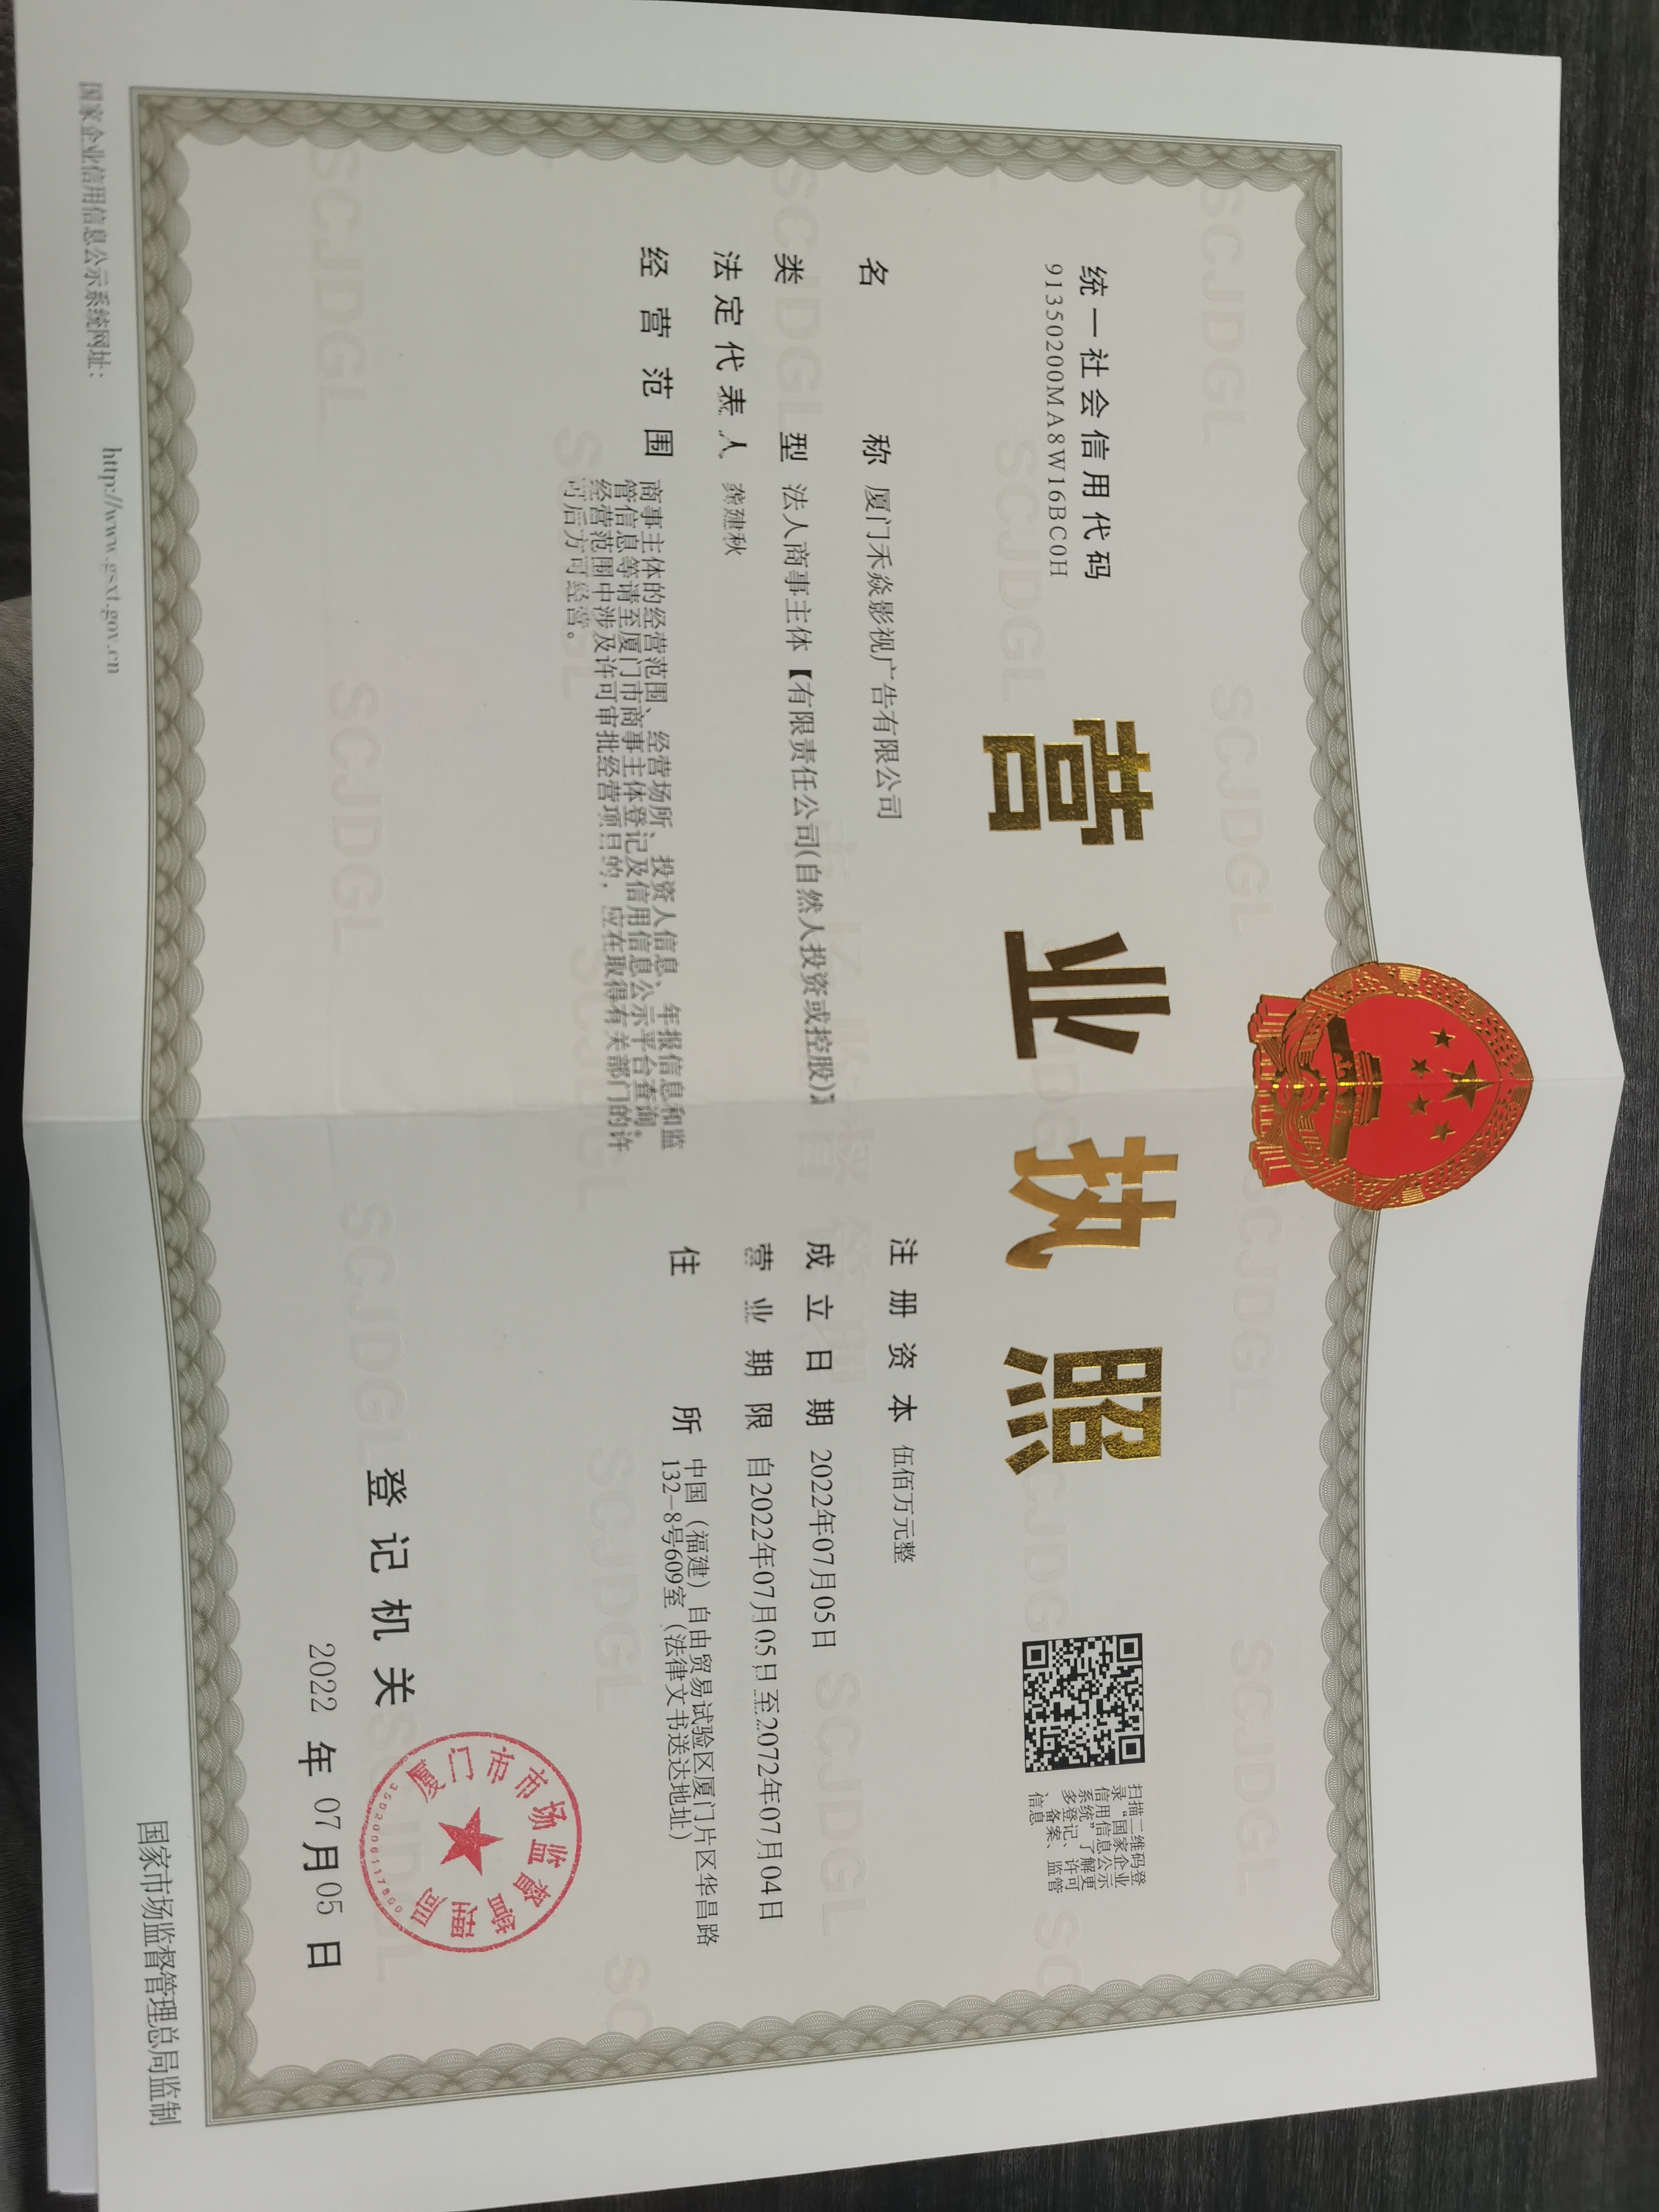 营业执照
统一社会信用代码
91350200MA8W16BC0H
扫描二维码登
录“国家企业
信用信息公示
系统”了解更
多登记、许可
备案、监管
信息
名称 厦门禾焱影视广告有限公司
类型 法人商事主体【有限责任公司(自然人投资或控股)】
法定代表人 龚建秋
经营范围 商事主体的经营范围、经营场所、投资人信息、年报信息和监
管信息等请至厦门市商事主体登记及信用信息公示平台查询。
经营范围中涉及许可审批经营项目的，应在取得有关部门的许
可后方可经营。
注册资本 伍佰万元整
成立日期 2022年07月05日
营业期限 自2022年07月05日至2072年07月04日
住所 中国（福建）自由贸易试验区厦门片区华昌路
132-8号609室（法律文书送达地址）
登记机关
厦门市市场监督管理局
2022 年 07 月 05 日
国家企业信用信息公示系统网址： http://www.gsxt.gov.cn
国家市场监督管理总局监制
SCJDGL